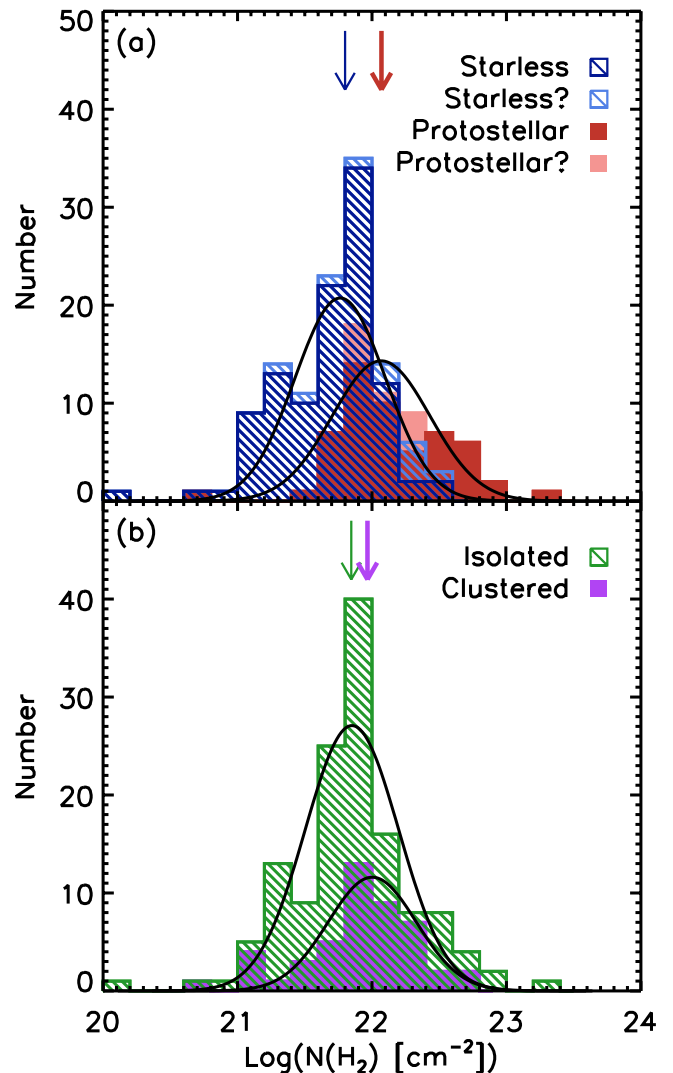 50
(a)
Starless
Starless?
40
Protostellar
Protostellar?
30
Number
20
10
0
(b)
Isolated
Clustered
40
30
Number
20
10
0
20 21 22 23 24
Log(N(H₂) [cm⁻²])